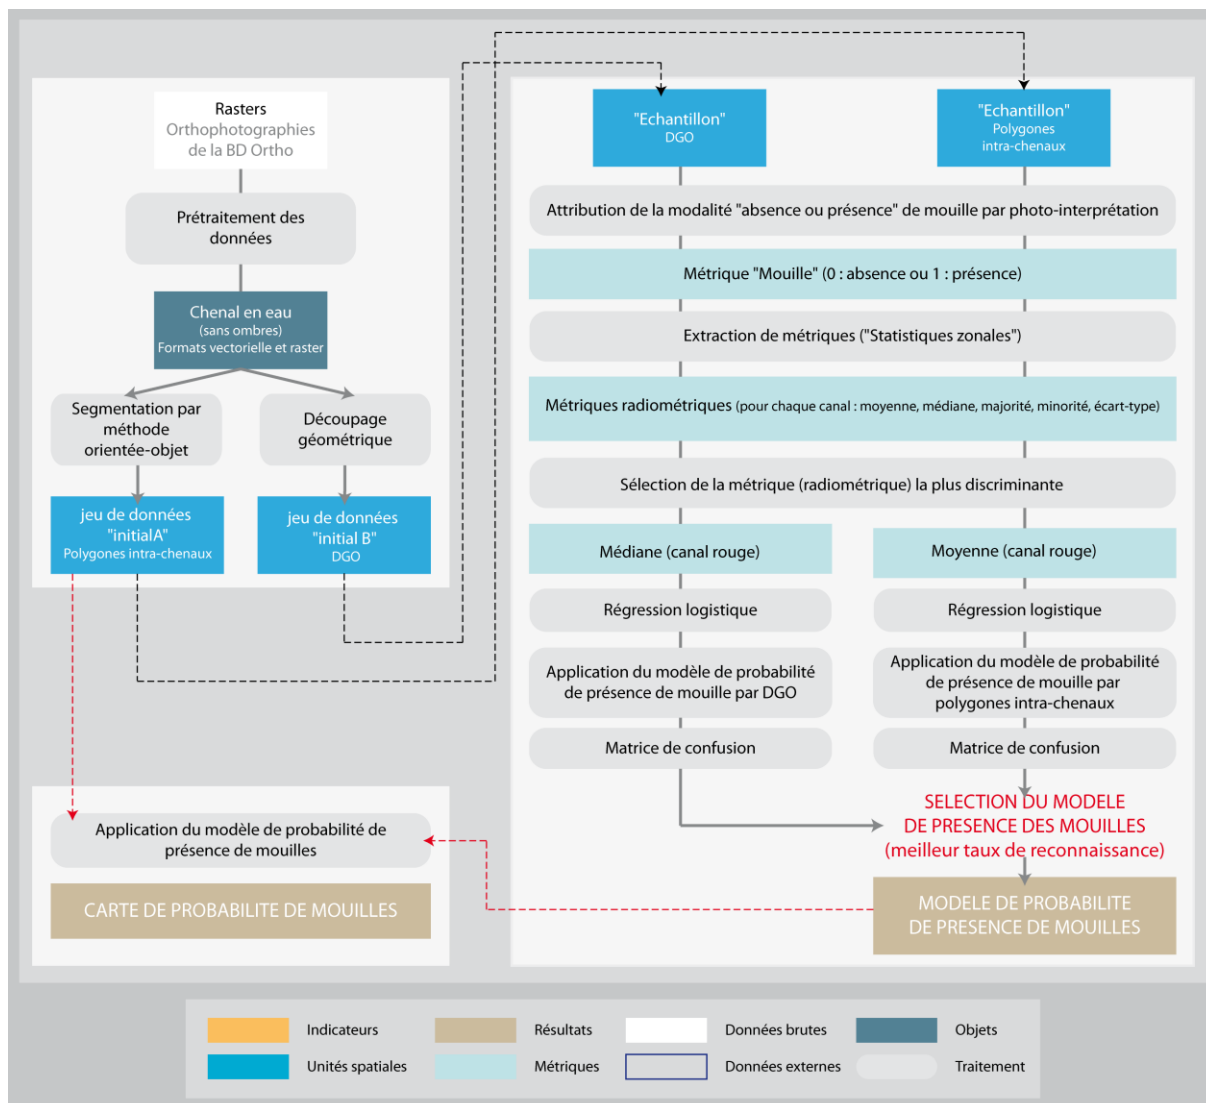 Rasters
Orthophotographies
de la BD Ortho
Prétraitement des
données
Chenal en eau
(sans ombres)
Formats vectorielle et raster
Segmentation par
méthode
orientée-objet
Découpage
géométrique
jeu de données
"initialA"
Polygones intra-chenaux
jeu de données
"initial B"
DGO
"Echantillon"
DGO
"Echantillon"
Polygones
intra-chenaux
Attribution de la modalité "absence ou présence" de mouille par photo-interprétation
Métrique "Mouille" (0 : absence ou 1 : présence)
Extraction de métriques ("Statistiques zonales")
Métriques radiométriques (pour chaque canal : moyenne, médiane, majorité, minorité, écart-type)
Sélection de la métrique (radiométrique) la plus discriminante
Médiane (canal rouge)
Moyenne (canal rouge)
Régression logistique
Régression logistique
Application du modèle de probabilité
de présence de mouille par DGO
Application du modèle de probabilité
de présence de mouille par
polygones intra-chenaux
Matrice de confusion
Matrice de confusion
SELECTION DU MODELE
DE PRESENCE DES MOUILLES
(meilleur taux de reconnaissance)
MODELE DE PROBABILITE
DE PRESENCE DE MOUILLES
Application du modèle de probabilité de
présence de mouilles
CARTE DE PROBABILITE DE MOUILLES
Indicateurs
Résultats
Données brutes
Objets
Unités spatiales
Métriques
Données externes
Traitement